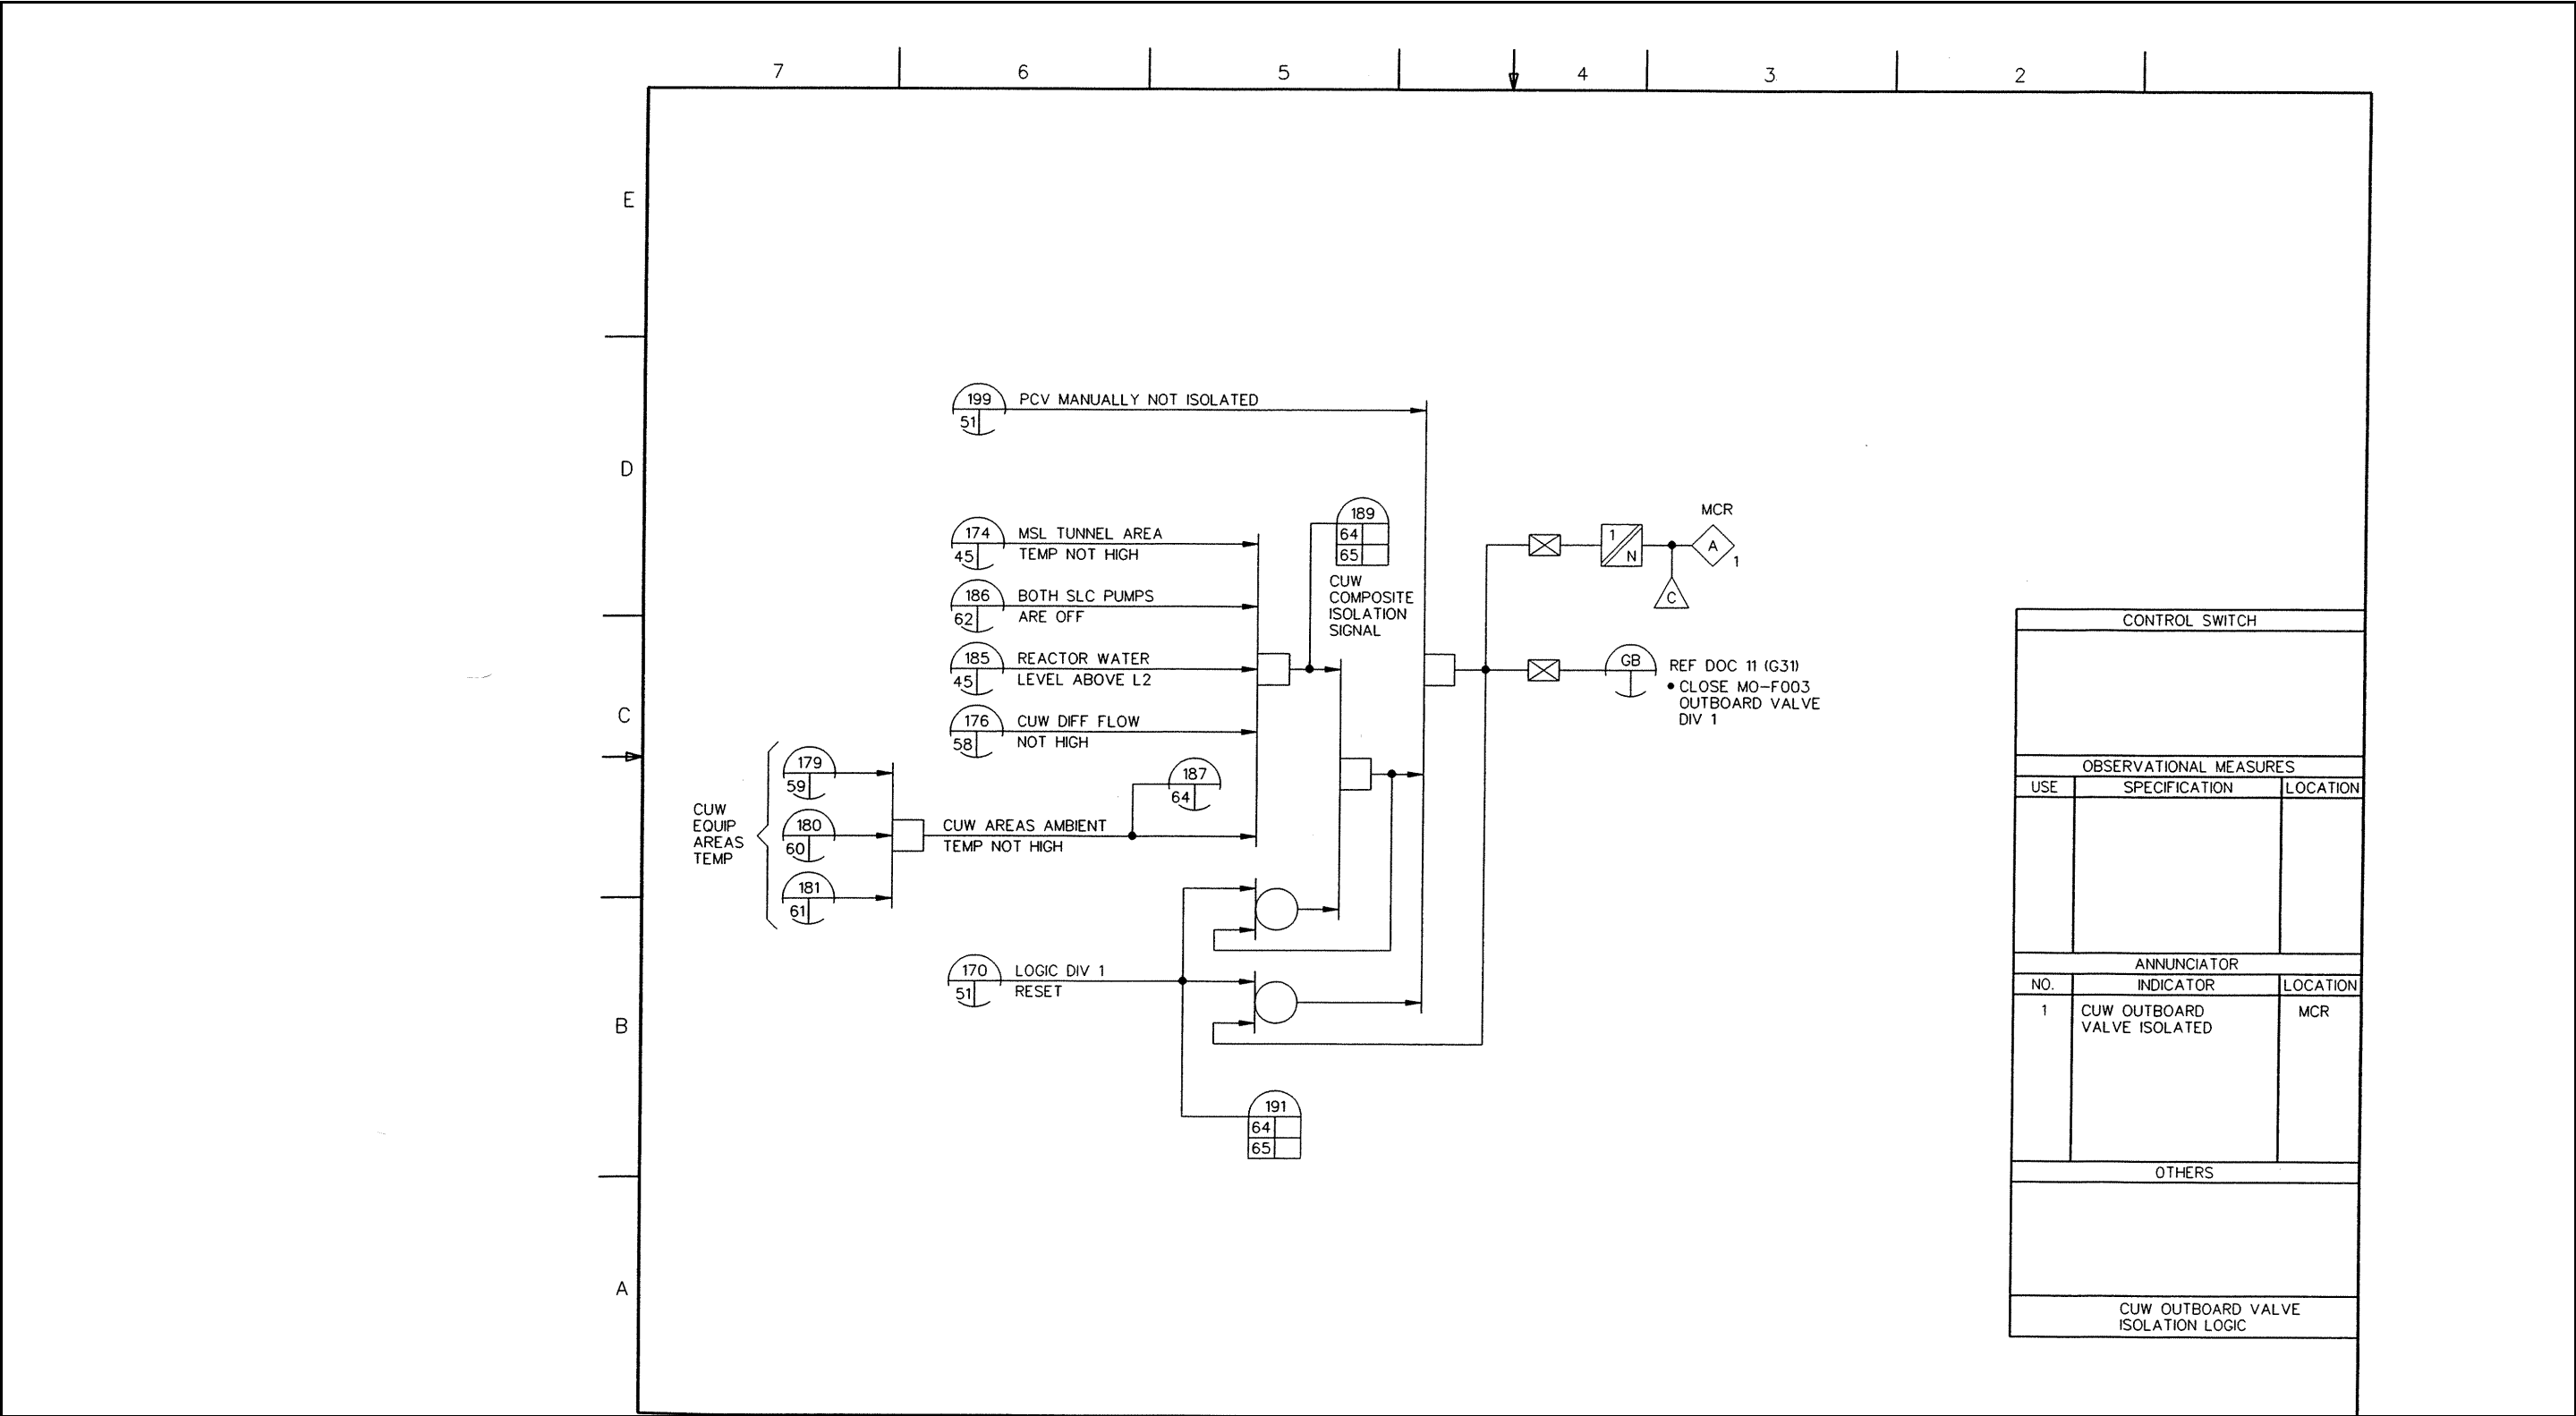 7 6 5 4 3 2
E
D
C
B
A
199
51
PCV MANUALLY NOT ISOLATED
174
45
MSL TUNNEL AREA
TEMP NOT HIGH
186
62
BOTH SLC PUMPS
ARE OFF
185
45
REACTOR WATER
LEVEL ABOVE L2
176
58
CUW DIFF FLOW
NOT HIGH
CUW
EQUIP
AREAS
TEMP
179
59
180
60
181
61
CUW AREAS AMBIENT
TEMP NOT HIGH
187
64
170
51
LOGIC DIV 1
RESET
191
64
65
189
64
65
CUW
COMPOSITE
ISOLATION
SIGNAL
1
N
MCR
A
1
C
GB
REF DOC 11 (G31)
• CLOSE MO-F003
OUTBOARD VALVE
DIV 1
CONTROL SWITCH
OBSERVATIONAL MEASURES
USE SPECIFICATION LOCATION
ANNUNCIATOR
NO. INDICATOR LOCATION
1 CUW OUTBOARD MCR
VALVE ISOLATED
OTHERS
CUW OUTBOARD VALVE
ISOLATION LOGIC